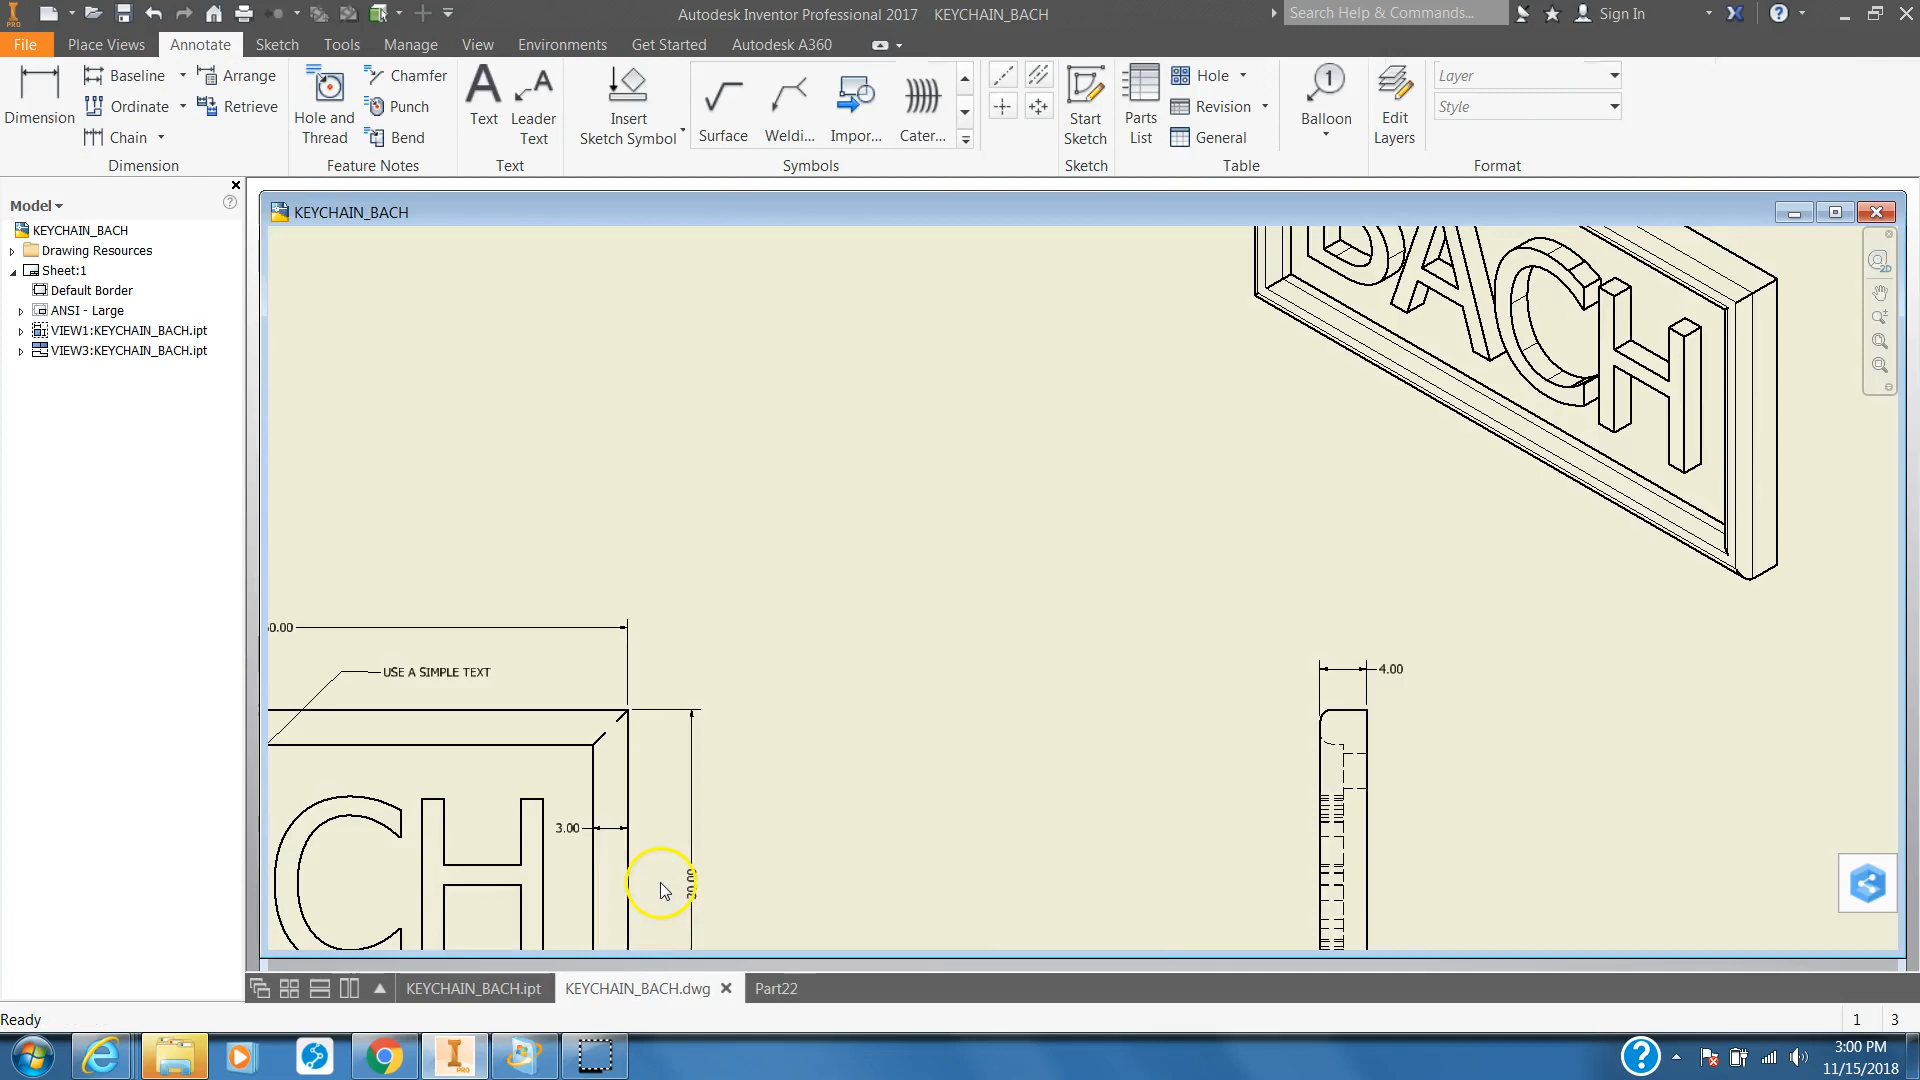 Autodesk Inventor Professional 2017 KEYCHAIN_BACH
Search Help & Commands...
Sign In
PRO
File Place Views Annotate Sketch Tools Manage View Environments Get Started Autodesk A360
Dimension
Baseline
Ordinate
Chain
Arrange
Retrieve
Dimension
Hole and Thread
Chamfer
Punch
Bend
Feature Notes
Text
Leader Text
Text
Insert Sketch Symbol
Surface
Weldi...
Impor...
Cater...
Symbols
Start Sketch
Sketch
Parts List
Hole
Revision
General
Table
Balloon
Edit Layers
Layer
Style
Format
Model
KEYCHAIN_BACH
Drawing Resources
Sheet:1
Default Border
ANSI - Large
VIEW1:KEYCHAIN_BACH.ipt
VIEW3:KEYCHAIN_BACH.ipt
KEYCHAIN_BACH
2D
BACH
USE A SIMPLE TEXT
4.00
CH
3.00
KEYCHAIN_BACH.ipt KEYCHAIN_BACH.dwg Part22
Ready
1 3
PRO
3:00 PM
11/15/2018